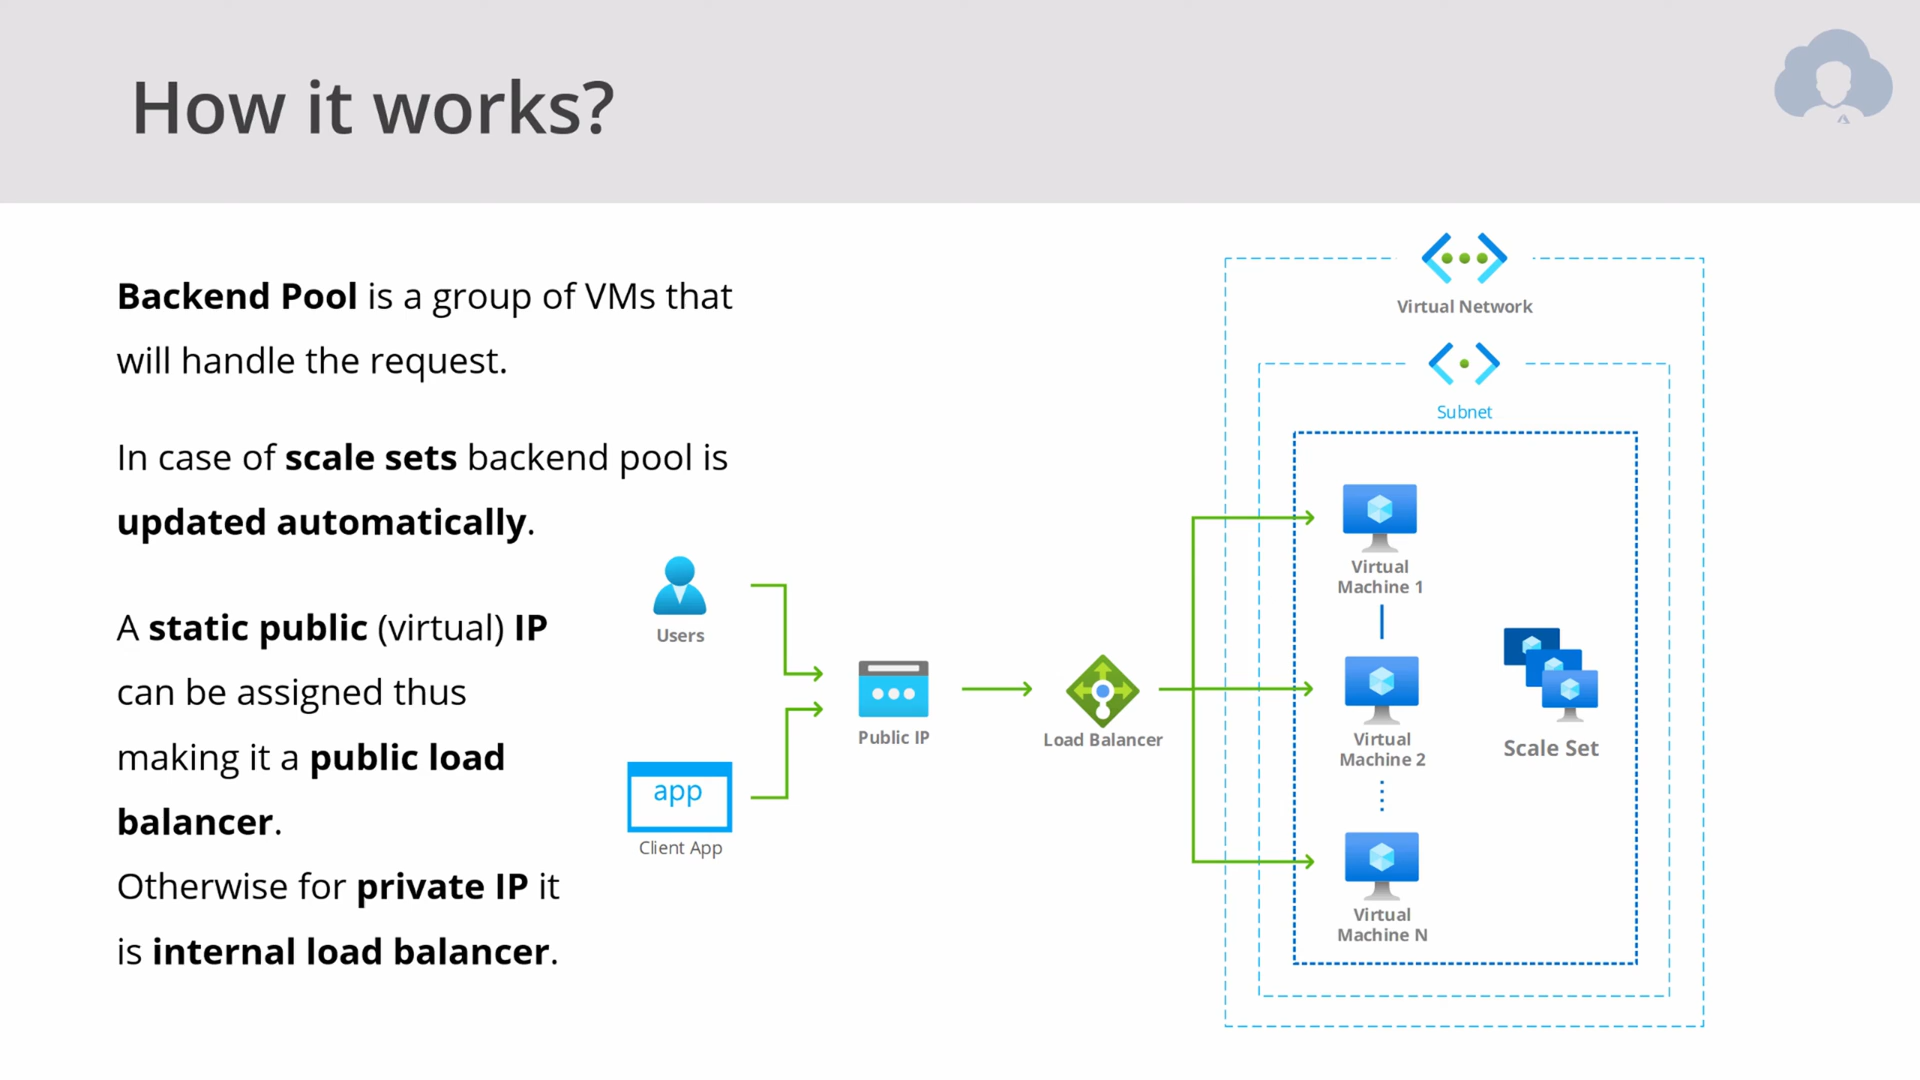 How it works?
Backend Pool is a group of VMs that
will handle the request.
In case of scale sets backend pool is
updated automatically.
A static public (virtual) IP
can be assigned thus
making it a public load
balancer.
Otherwise for private IP it
is internal load balancer.
Users
app
Client App
Public IP
Load Balancer
Virtual Network
Subnet
Virtual
Machine 1
Virtual
Machine 2
Virtual
Machine N
Scale Set